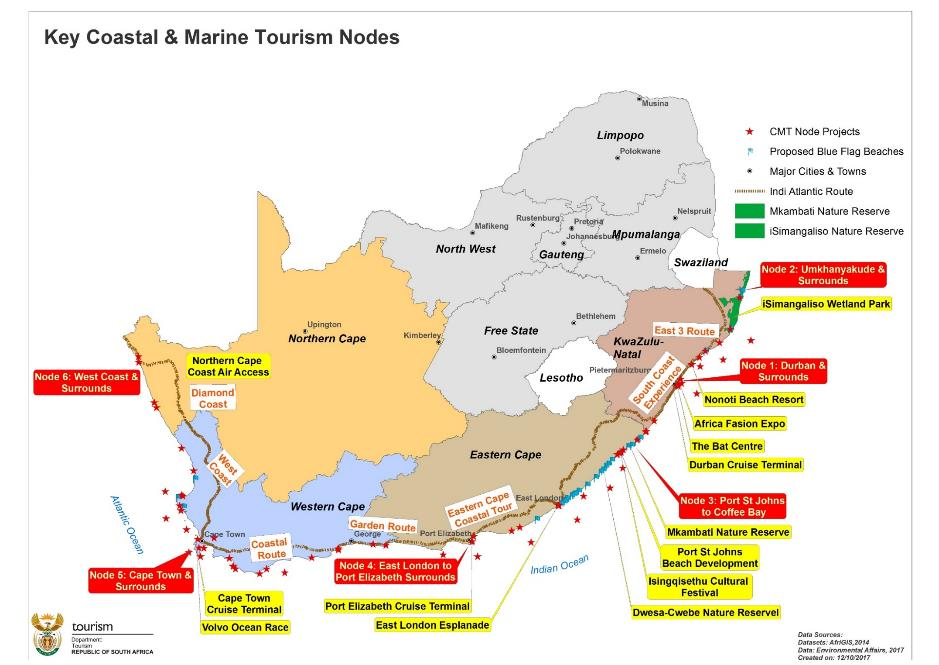 Key Coastal & Marine Tourism Nodes
Musina
Limpopo
Polokwane
CMT Node Projects
Proposed Blue Flag Beaches
Major Cities & Towns
Indi Atlantic Route
Mkambati Nature Reserve
iSimangaliso Nature Reserve
Nelspruit
Rustenburg
Pretoria
Mafikeng
Johannesburg
Mpumalanga
North West
Gauteng
Ermelo
Swaziland
Node 2: Umkhanyakude &
Surrounds
iSimangaliso Wetland Park
Bethlehem
Free State
East 3 Route
Upington
Northern Cape
Kimberley
KwaZulu-
Natal
Bloemfontein
Northern Cape
Coast Air Access
Node 6: West Coast &
Surrounds
Lesotho
Pietermaritzburg
South Coast
Experience
Node 1: Durban &
Surrounds
Diamond
Coast
Nonoti Beach Resort
Africa Fasion Expo
The Bat Centre
Durban Cruise Terminal
Eastern Cape
West
Coast
Node 3: Port St Johns
to Coffee Bay
Western Cape
Eastern Cape
Coastal Tour
East London
Atlantic Ocean
Garden Route
George
Port Elizabeth
Cape Town
Coastal
Route
Mkambati Nature Reserve
Port St Johns
Beach Development
Indian Ocean
Node 4: East London to
Port Elizabeth Surrounds
Node 5: Cape Town &
Surrounds
Isingqisethu Cultural
Festival
Cape Town
Cruise Terminal
Port Elizabeth Cruise Terminal
Dwesa-Cwebe Nature Reservel
Volvo Ocean Race
East London Esplanade
tourism
Department:
Tourism
REPUBLIC OF SOUTH AFRICA
Data Sources:
Datasets: AfriGIS,2014
Data: Environmental Affairs, 2017
Created on: 12/10/2017